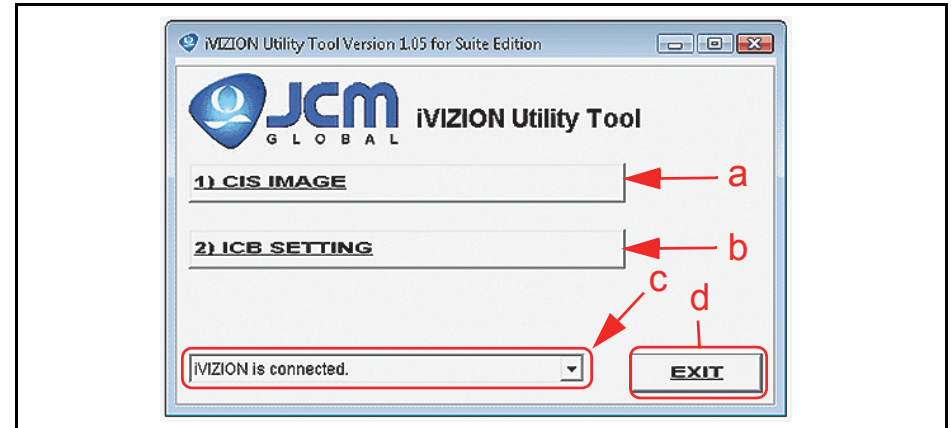 iVIZION Utility Tool Version 1.05 for Suite Edition
JCM
GLOBAL
iVIZION Utility Tool
1) CIS IMAGE
a
2) ICB SETTING
b
c
d
iVIZION is connected.
EXIT